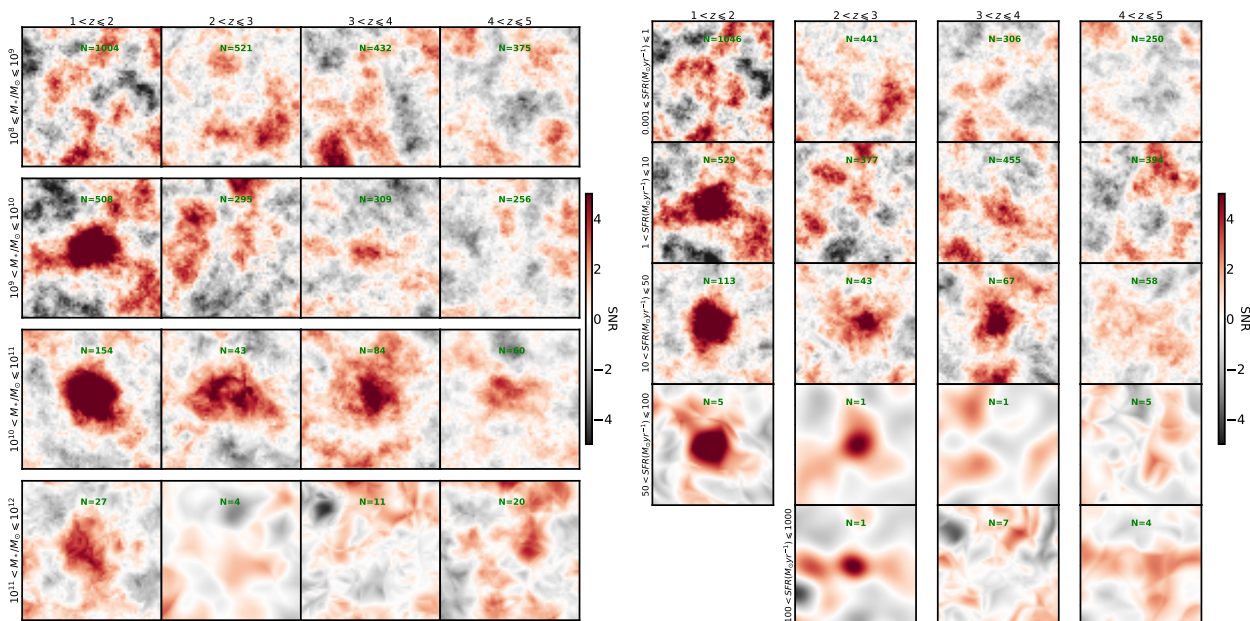 1 < z ⩽ 2
2 < z ⩽ 3
3 < z ⩽ 4
4 < z ⩽ 5
10⁸ < M⋆/M⊙ ⩽ 10⁹
N=1004
N=521
N=432
N=375
10⁹ < M⋆/M⊙ ⩽ 10¹⁰
N=508
N=295
N=309
N=256
10¹⁰ < M⋆/M⊙ ⩽ 10¹¹
N=154
N=43
N=84
N=60
10¹¹ < M⋆/M⊙ ⩽ 10¹²
N=27
N=4
N=11
N=20
4
2
0
−2
−4
SNR
1 < z ⩽ 2
2 < z ⩽ 3
3 < z ⩽ 4
4 < z ⩽ 5
0.001 ⩽ SFR(M⊙yr⁻¹) ⩽ 1
N=1046
N=441
N=306
N=250
1 < SFR(M⊙yr⁻¹) ⩽ 10
N=529
N=377
N=455
N=394
10 < SFR(M⊙yr⁻¹) ⩽ 50
N=113
N=43
N=67
N=58
50 < SFR(M⊙yr⁻¹) ⩽ 100
N=5
N=1
N=1
N=5
100 < SFR(M⊙yr⁻¹) ⩽ 1000
N=1
N=7
N=4
4
2
0
−2
−4
SNR